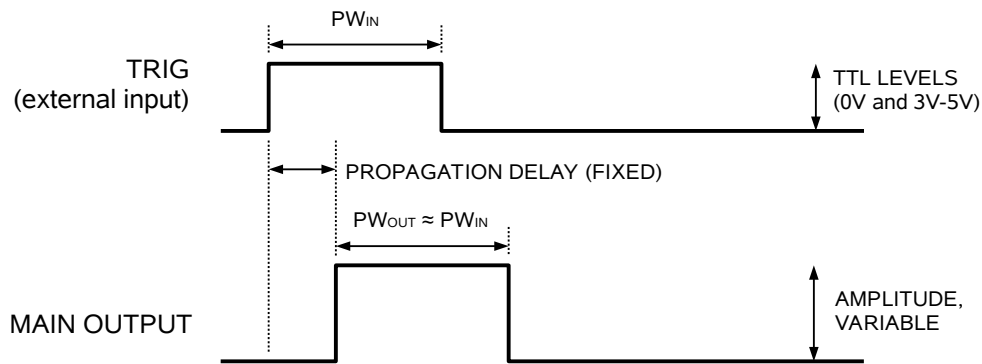 PWIN
TRIG
(external input)
TTL LEVELS
(0V and 3V-5V)
PROPAGATION DELAY (FIXED)
PWOUT ≈ PWIN
MAIN OUTPUT
AMPLITUDE,
VARIABLE